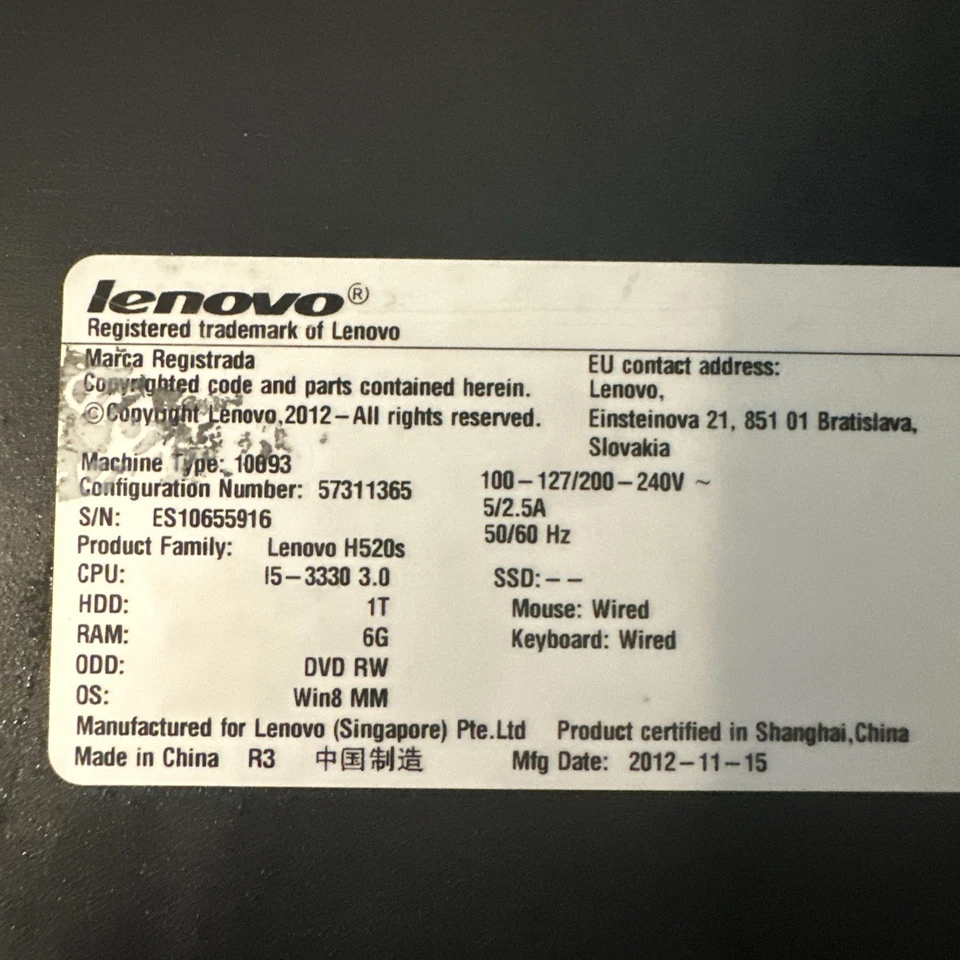 lenovo®
Registered trademark of Lenovo
Marca Registrada
Copyrighted code and parts contained herein.
©Copyright Lenovo,2012–All rights reserved.
EU contact address:
Lenovo,
Einsteinova 21, 851 01 Bratislava,
Slovakia
Machine Type: 10093
Configuration Number: 57311365
S/N: ES10655916
Product Family: Lenovo H520s
100–127/200–240V ~
5/2.5A
50/60 Hz
CPU: I5–3330 3.0
HDD: 1T
RAM: 6G
ODD: DVD RW
OS: Win8 MM
SSD:––
Mouse: Wired
Keyboard: Wired
Manufactured for Lenovo (Singapore) Pte.Ltd Product certified in Shanghai,China
Made in China R3 中国制造 Mfg Date: 2012–11–15